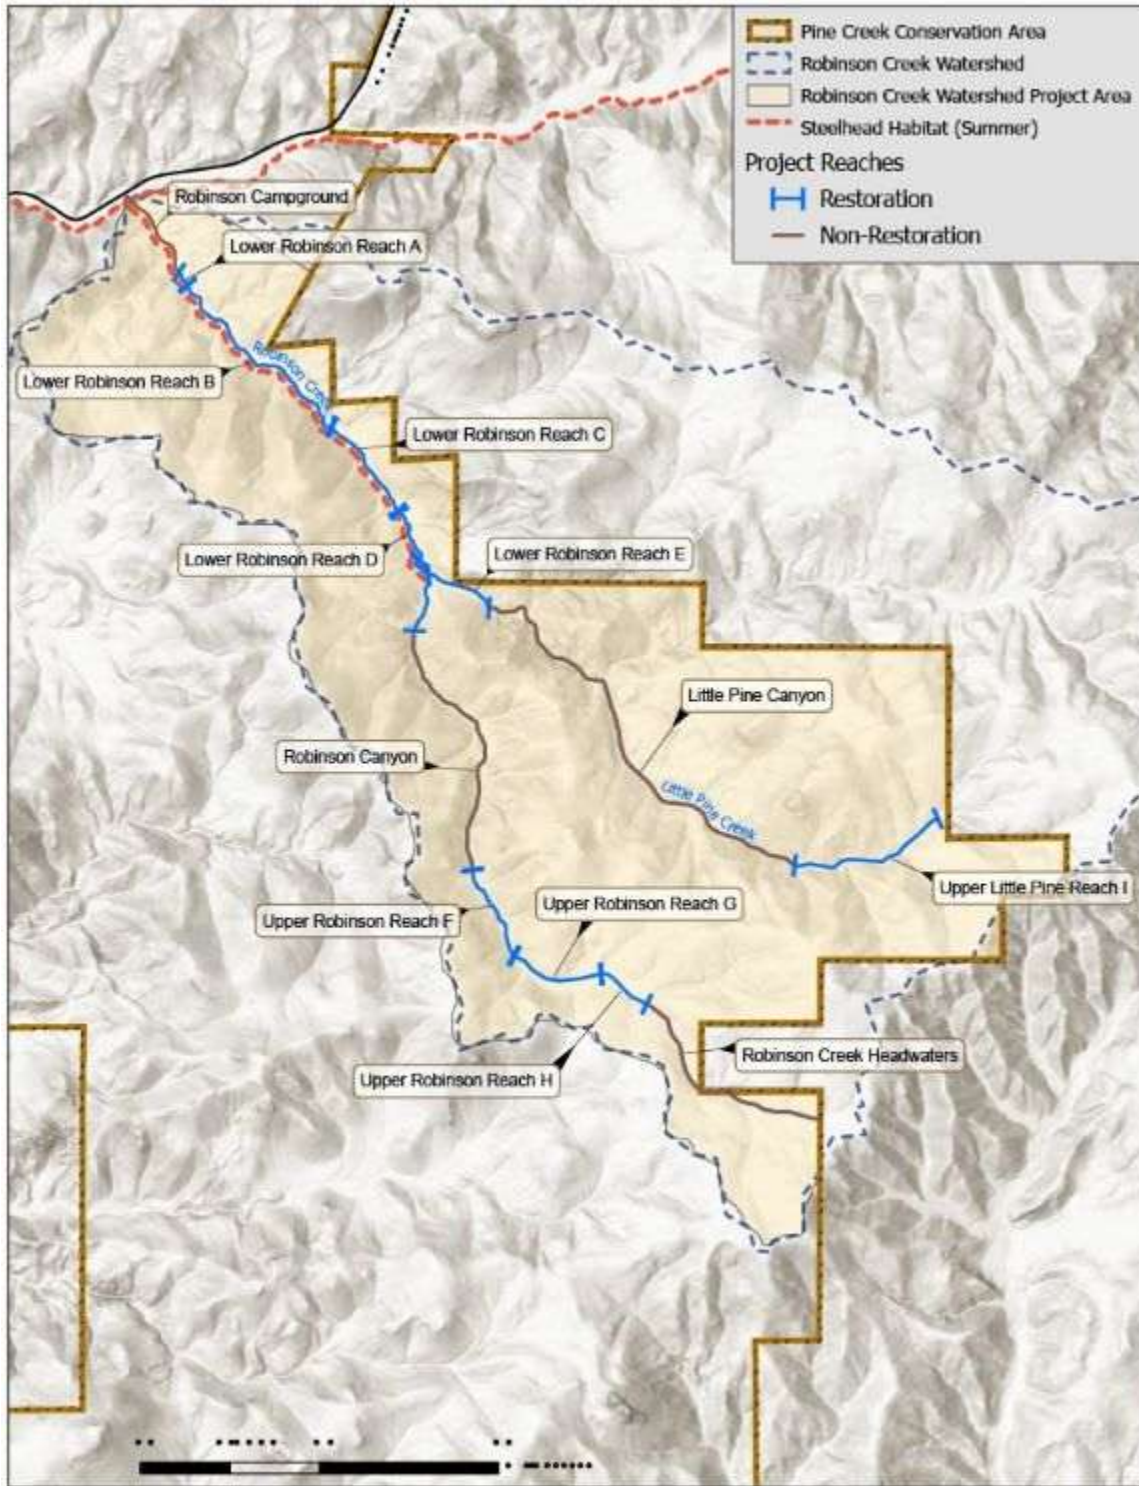 Pine Creek Conservation Area
Robinson Creek Watershed
Robinson Creek Watershed Project Area
Steelhead Habitat (Summer)
Project Reaches
Restoration
Non-Restoration
Robinson Campground
Lower Robinson Reach A
Robinson Creek
Lower Robinson Reach B
Lower Robinson Reach C
Lower Robinson Reach D
Lower Robinson Reach E
Little Pine Canyon
Robinson Canyon
Little Pine Creek
Upper Little Pine Reach I
Upper Robinson Reach G
Upper Robinson Reach F
Robinson Creek Headwaters
Upper Robinson Reach H